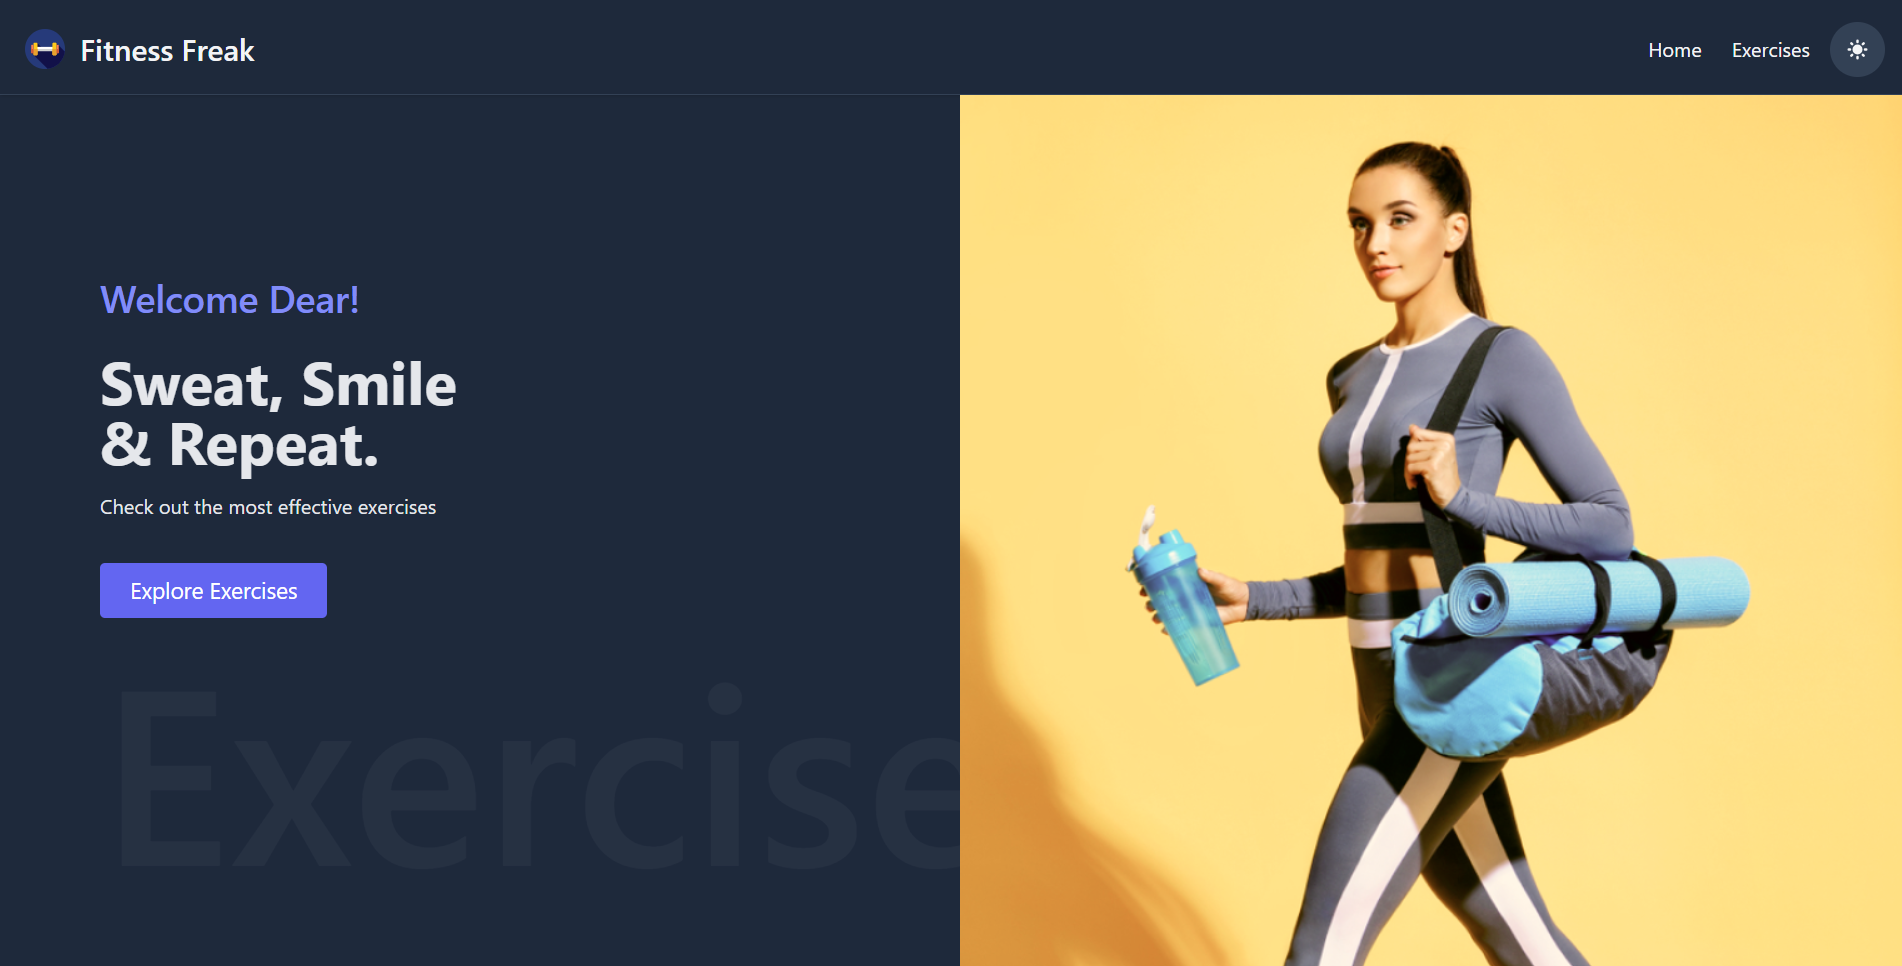 Fitness Freak
Home
Exercises
Welcome Dear!
Sweat, Smile
& Repeat.
Check out the most effective exercises
Explore Exercises
Exercise